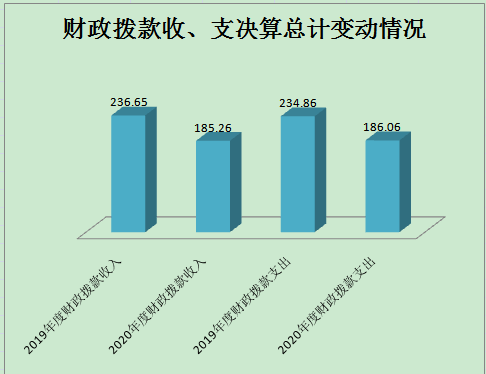 财政拨款收、支决算总计变动情况
236.65
185.26
234.86
186.06
2019年度财政拨款收入
2020年度财政拨款收入
2019年度财政拨款支出
2020年度财政拨款支出